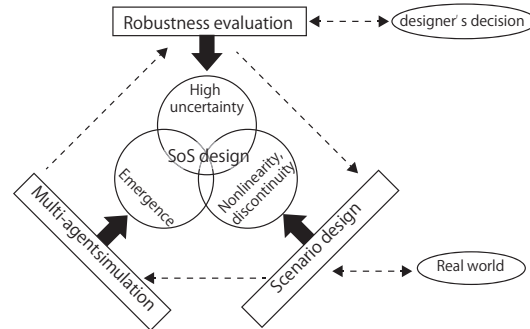 Robustness evaluation
designer's decision
High
uncertainty
SoS design
Emergence
Nonlinearity,
discontinuity
Multi-agentsimulation
Scenario design
Real world